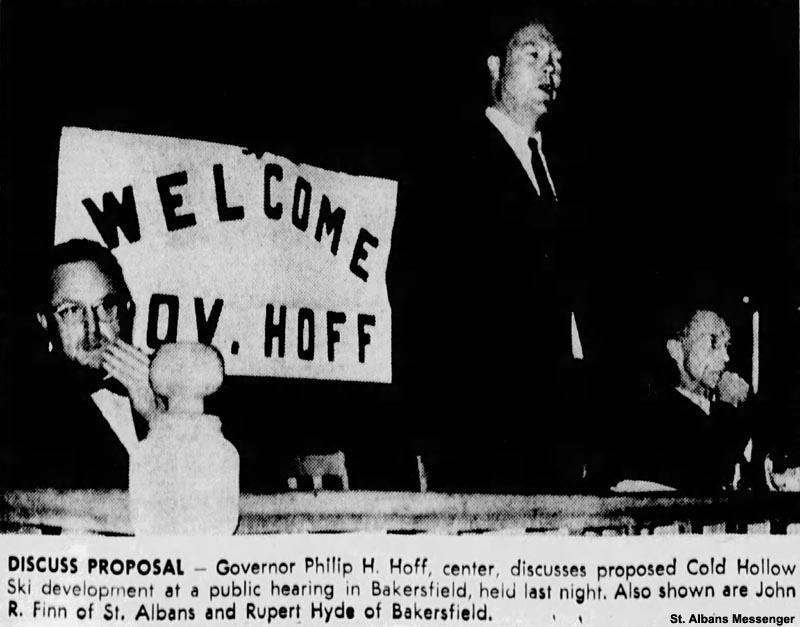 WELCOME
OV. HOFF
DISCUSS PROPOSAL — Governor Philip H. Hoff, center, discusses proposed Cold Hollow
Ski development at a public hearing in Bakersfield, held last night. Also shown are John
R. Finn of St. Albans and Rupert Hyde of Bakersfield.
St. Albans Messenger